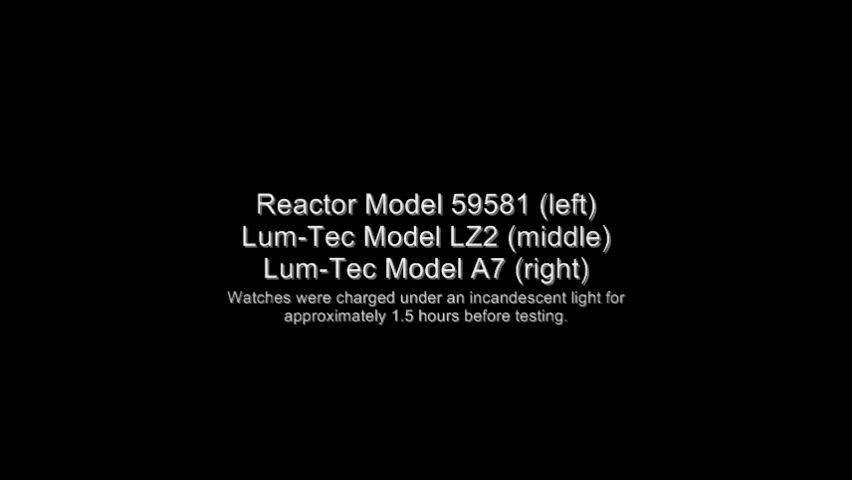 Reactor Model 59581 (left)
Lum-Tec Model LZ2 (middle)
Lum-Tec Model A7 (right)
Watches were charged under an incandescent light for
approximately 1.5 hours before testing.